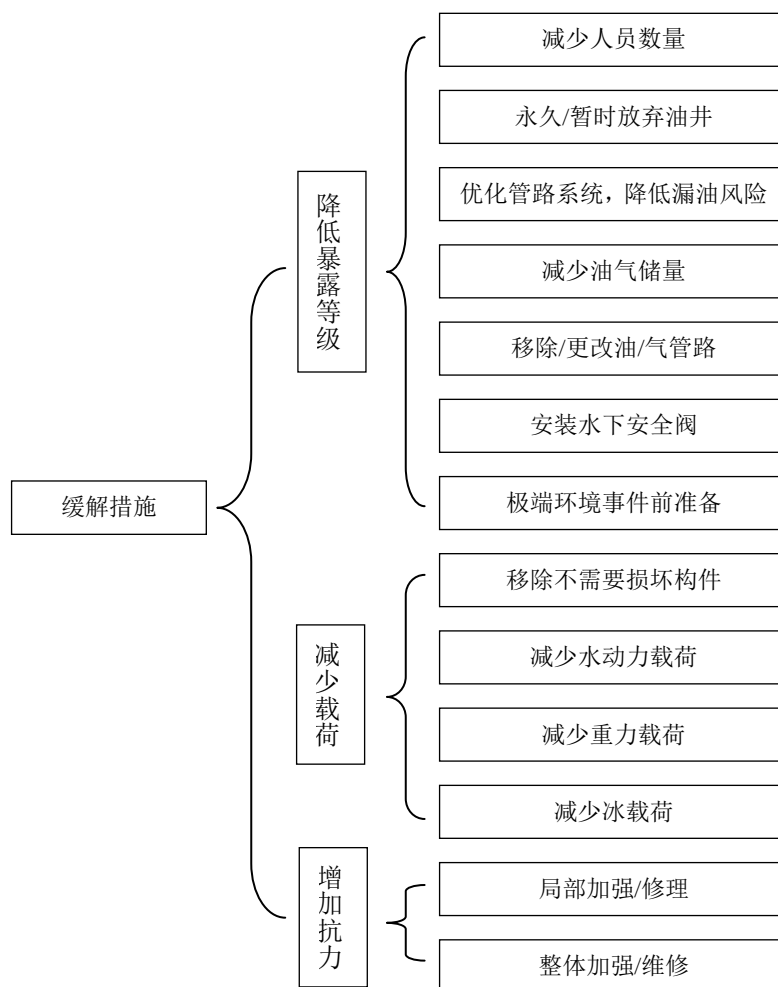 缓解措施
降低暴露等级
减少人员数量
永久/暂时放弃油井
优化管路系统，降低漏油风险
减少油气储量
移除/更改油/气管路
安装水下安全阀
极端环境事件前准备
减少载荷
移除不需要损坏构件
减少水动力载荷
减少重力载荷
减少冰载荷
增加抗力
局部加强/修理
整体加强/维修